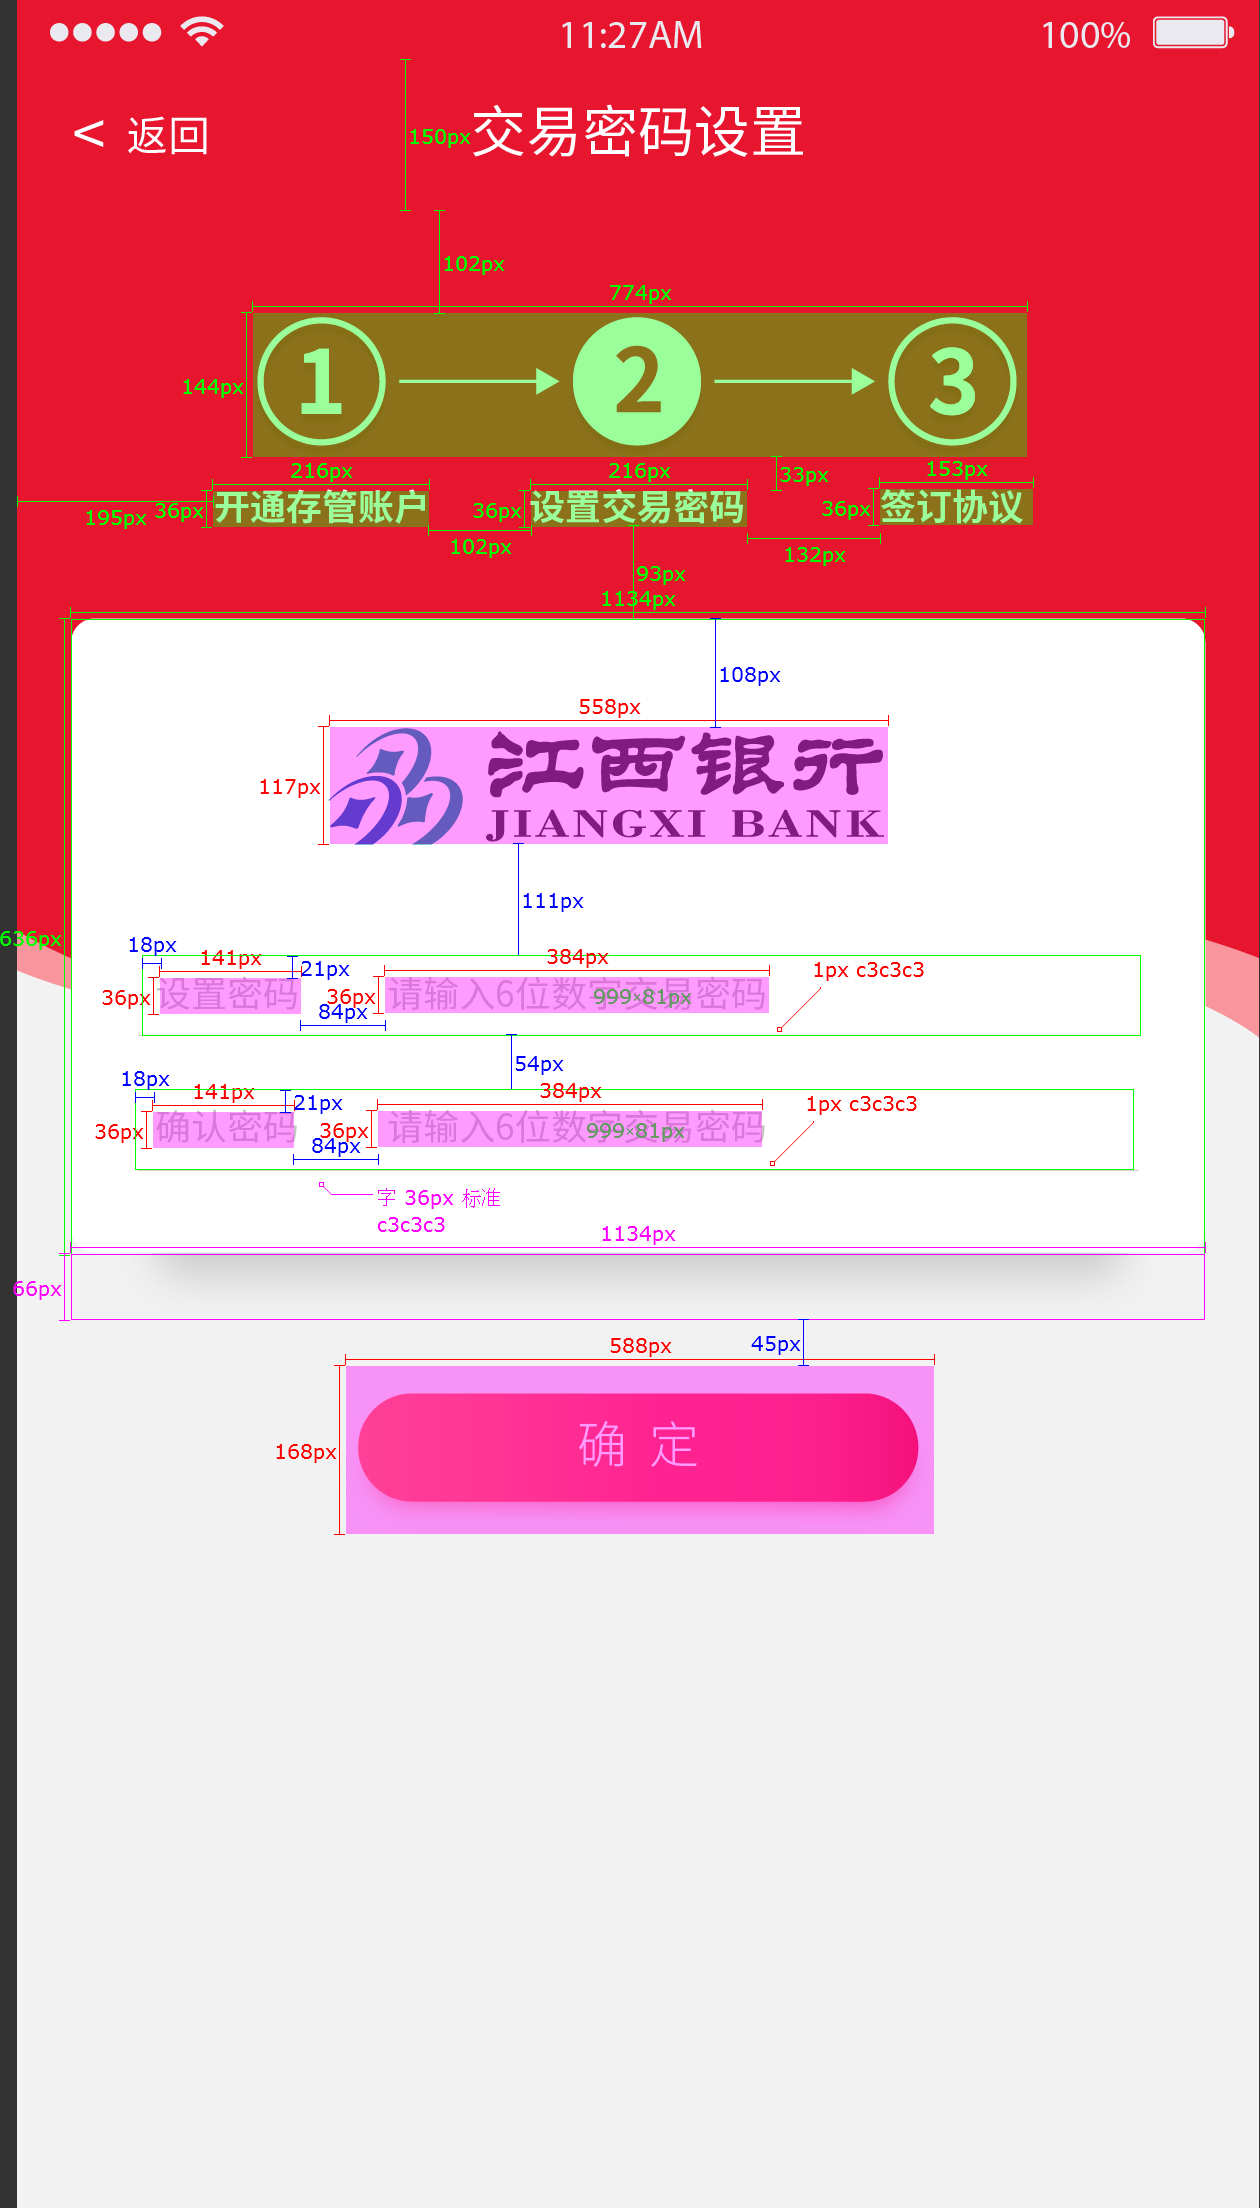 11:27AM
100%
< 返回
交易密码设置
150px
102px
774px
144px
1
2
3
216px
216px
33px
153px
36px
开通存管账户
36px
设置交易密码
36px
签订协议
195px
102px
132px
93px
1134px
108px
558px
117px
江西银行
JIANGXI BANK
111px
636px
18px
141px
21px
384px
1px c3c3c3
36px
设置密码
36px
请输入6位数字交易密码
999×81px
84px
54px
18px
141px
21px
384px
1px c3c3c3
36px
确认密码
36px
请输入6位数字交易密码
999×81px
84px
字 36px 标准
c3c3c3
1134px
66px
45px
588px
168px
确 定